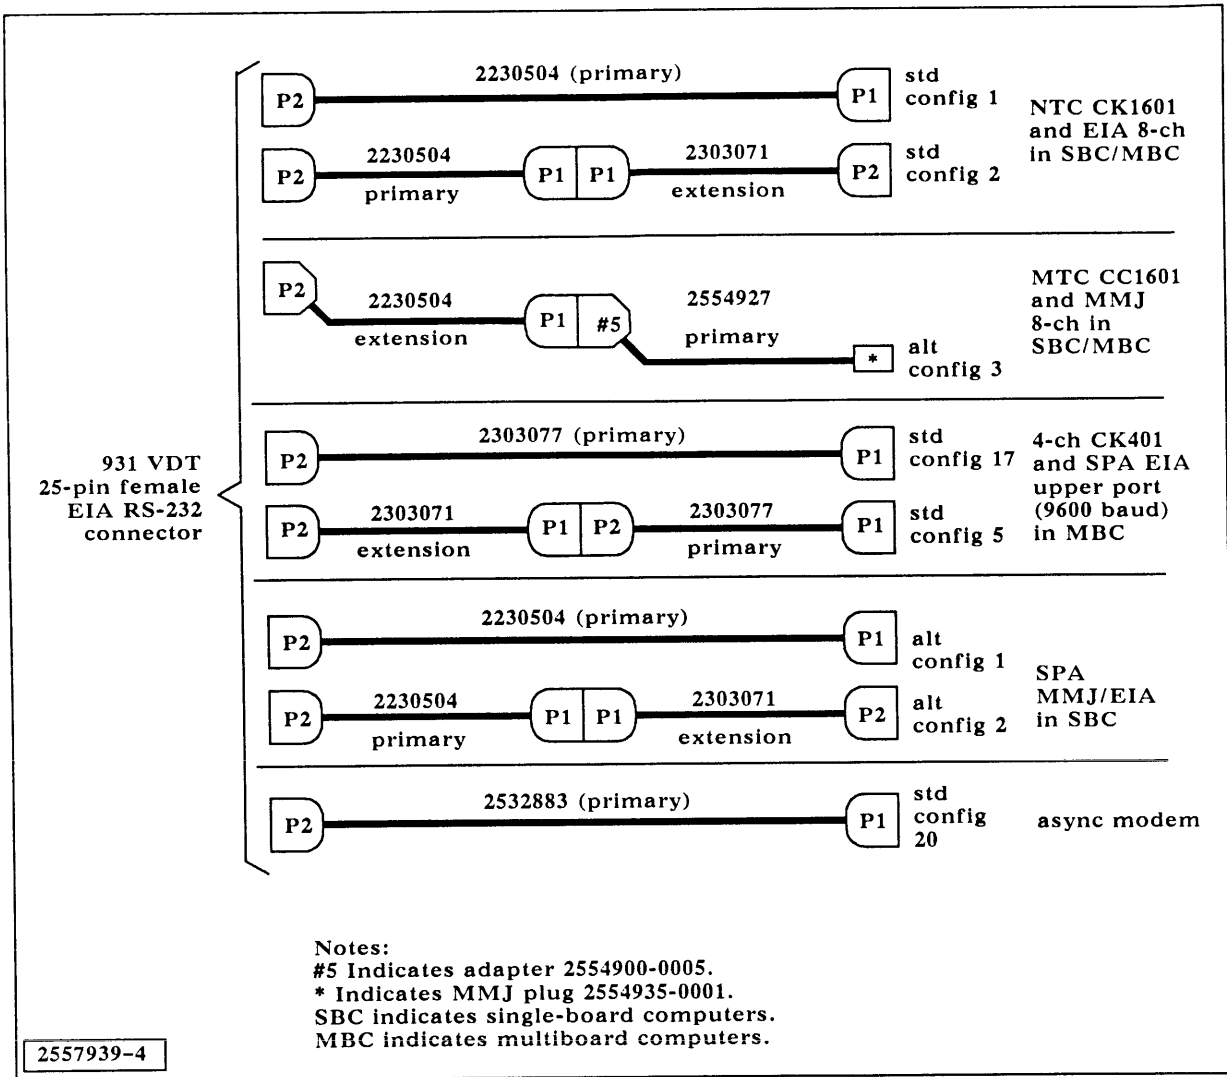 2230504 (primary)
P2
P1
std
config 1
NTC CK1601
and EIA 8-ch
in SBC/MBC
2230504
2303071
P2
P1 P1
P2
std
config 2
primary
extension
P2
2230504
P1 #5
2554927
extension
primary
*
alt
config 3
MTC CC1601
and MMJ
8-ch in
SBC/MBC
931 VDT
25-pin female
EIA RS-232
connector
2303077 (primary)
P2
P1
std
config 17
4-ch CK401
and SPA EIA
upper port
(9600 baud)
in MBC
2303071
2303077
P2
P1 P2
P1
std
config 5
extension
primary
2230504 (primary)
P2
P1
alt
config 1
SPA
MMJ/EIA
in SBC
2230504
2303071
P2
P1 P1
P2
alt
config 2
primary
extension
2532883 (primary)
P2
P1
std
config
20
async modem
Notes:
#5 Indicates adapter 2554900-0005.
* Indicates MMJ plug 2554935-0001.
SBC indicates single-board computers.
MBC indicates multiboard computers.
2557939-4